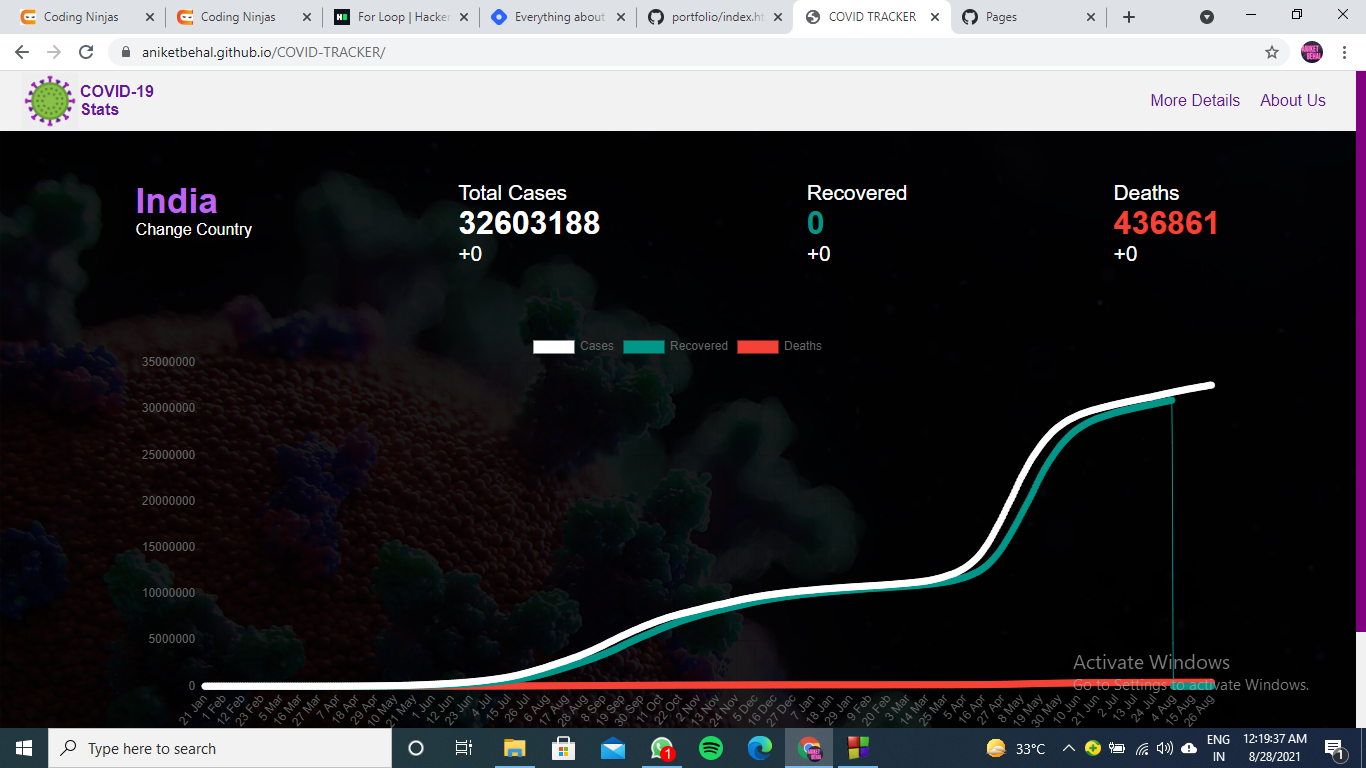 Coding Ninjas
Coding Ninjas
For Loop | Hacker
Everything about
portfolio/index.ht
COVID TRACKER
Pages
aniketbehal.github.io/COVID-TRACKER/
ANIKET
BEHAL
COVID-19
Stats
More Details
About Us
India
Change Country
Total Cases
32603188
+0
Recovered
0
+0
Deaths
436861
+0
Cases
Recovered
Deaths
35000000
30000000
25000000
20000000
15000000
10000000
5000000
0
21 Jan
1 Feb
12 Feb
23 Feb
5 Mar
16 Mar
27 Mar
7 Apr
18 Apr
29 Apr
10 May
21 May
1 Jun
12 Jun
23 Jun
4 Jul
15 Jul
26 Jul
6 Aug
17 Aug
28 Aug
8 Sep
19 Sep
30 Sep
11 Oct
22 Oct
2 Nov
13 Nov
24 Nov
5 Dec
16 Dec
27 Dec
7 Jan
18 Jan
29 Jan
9 Feb
20 Feb
3 Mar
14 Mar
25 Mar
5 Apr
16 Apr
27 Apr
8 May
19 May
30 May
10 Jun
21 Jun
2 Jul
13 Jul
24 Jul
4 Aug
15 Aug
26 Aug
Activate Windows
Go to Settings to activate Windows.
Type here to search
1
33°C
ENG
IN
12:19:37 AM
8/28/2021
1